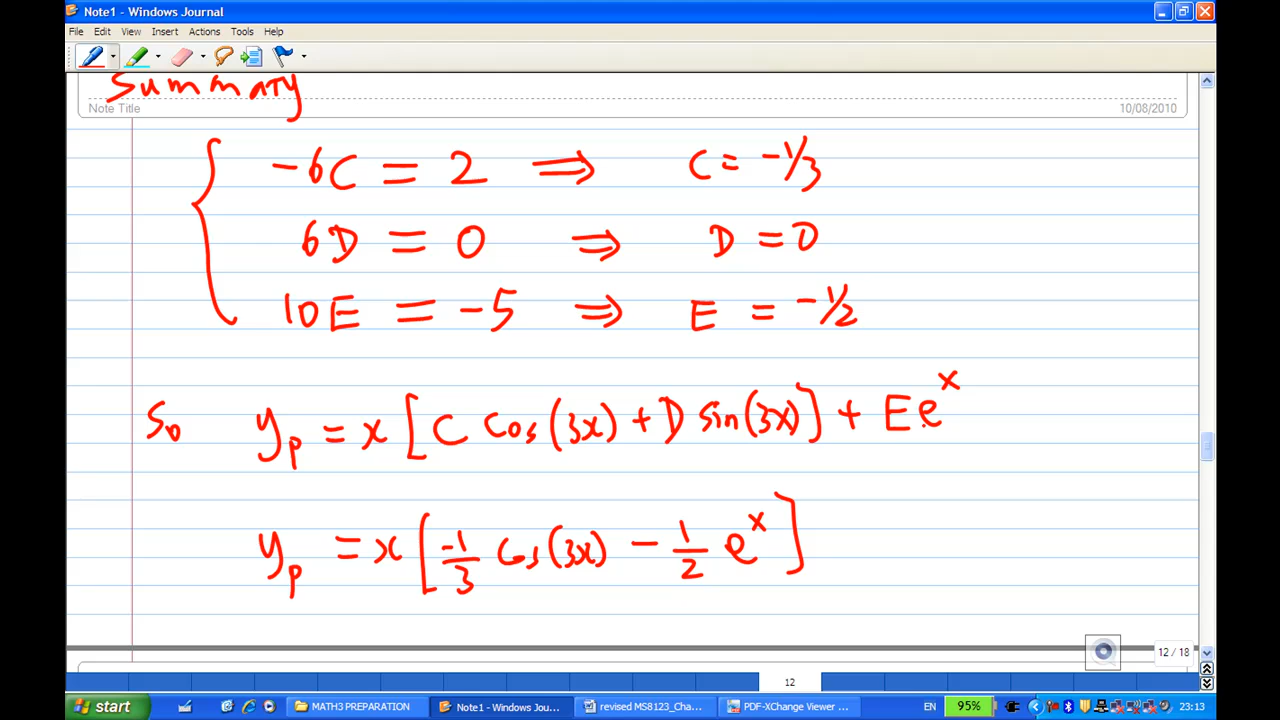 Note1 - Windows Journal
File Edit View Insert Actions Tools Help
Summary
Note Title
10/08/2010
-6C = 2 ⇒ C = -1/3
6D = 0 ⇒ D = 0
10E = -5 ⇒ E = -1/2
So y_p = x [C Cos(3x) + D sin(3x)] + E e^x
y_p = x [-1/3 Cos(3x) - 1/2 e^x]
12 / 18
12
start MATH3 PREPARATION Note1 - Windows Jou... revised MS8123_Cha... PDF-XChange Viewer ... EN 95% 23:13